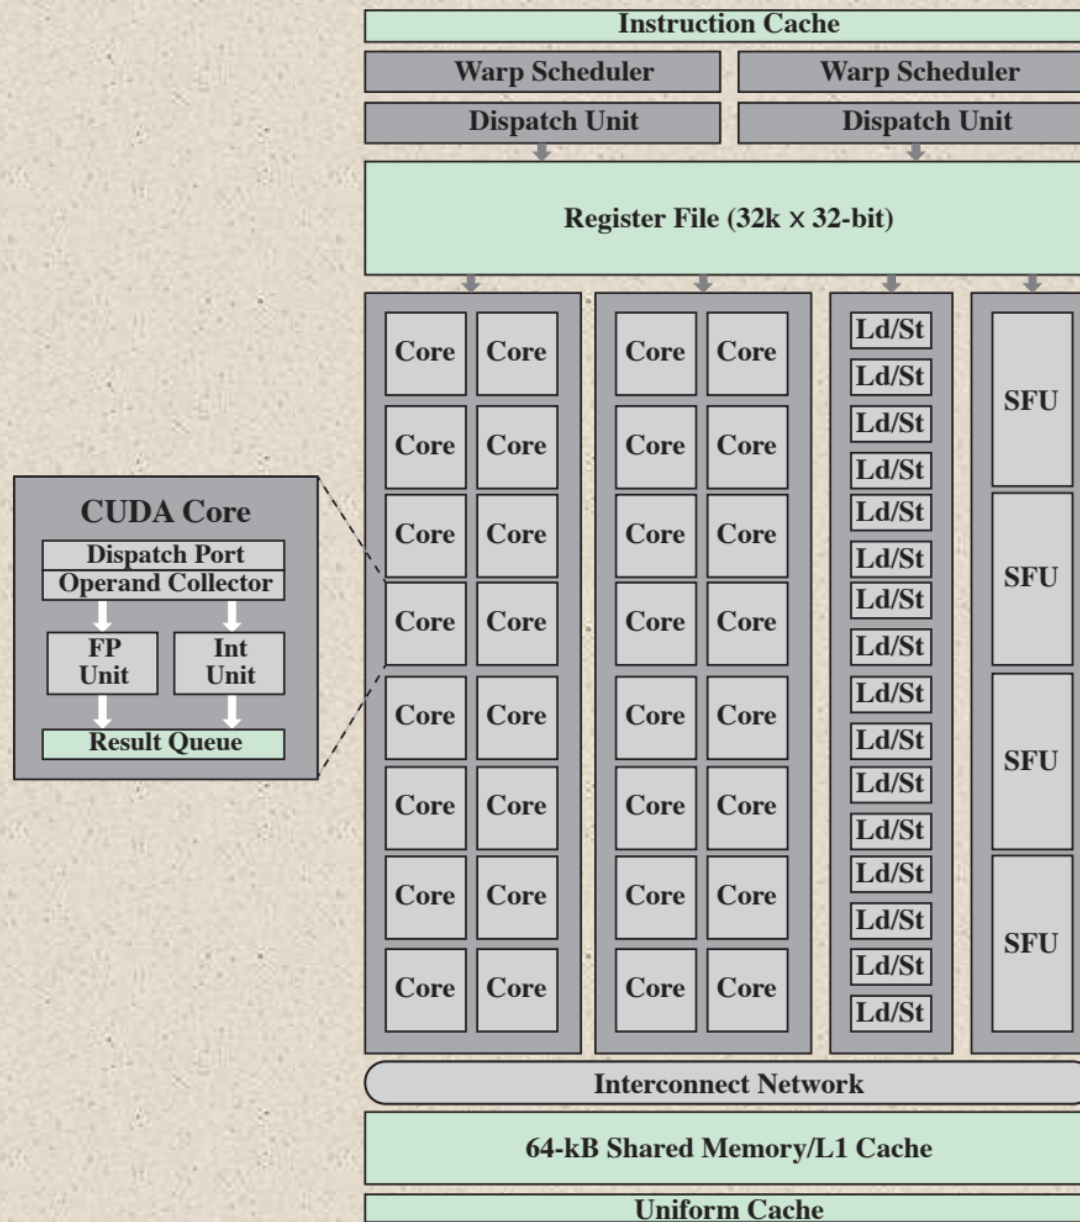 Instruction Cache
Warp Scheduler Warp Scheduler
Dispatch Unit Dispatch Unit
Register File (32k × 32-bit)
Core Core Core Core Ld/St
Ld/St
SFU
Core Core Core Core Ld/St
Ld/St
Core Core Core Core Ld/St
Ld/St
SFU
Core Core Core Core Ld/St
Ld/St
Core Core Core Core Ld/St
Ld/St
SFU
Core Core Core Core Ld/St
Ld/St
Core Core Core Core Ld/St
Ld/St
SFU
Core Core Core Core Ld/St
Ld/St
CUDA Core
Dispatch Port
Operand Collector
FP Int
Unit Unit
Result Queue
Interconnect Network
64-kB Shared Memory/L1 Cache
Uniform Cache